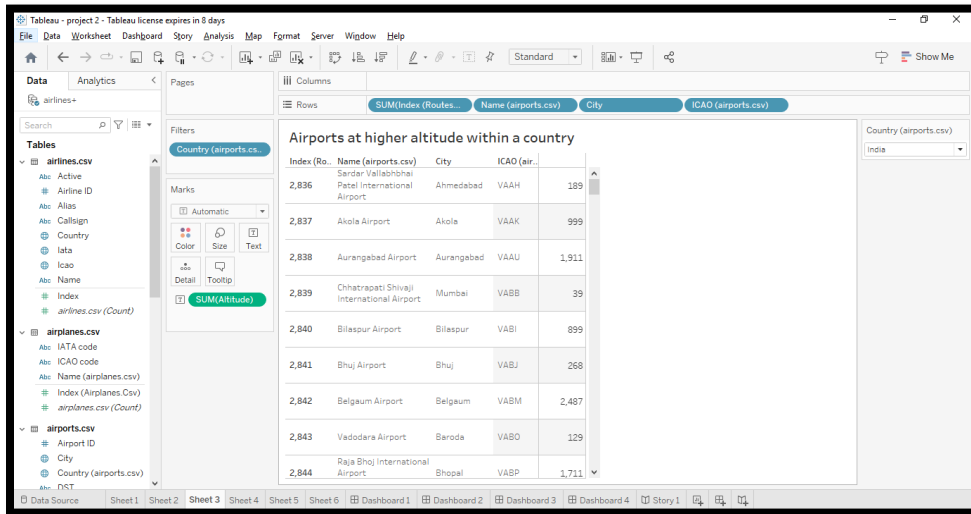 Tableau - project 2 - Tableau license expires in 8 days
File Data Worksheet Dashboard Story Analysis Map Format Server Window Help
Standard
Show Me
Data Analytics
airlines+
Search
Tables
airlines.csv
Abc Active
# Airline ID
Abc Alias
Abc Callsign
Country
Iata
Icao
Abc Name
# Index
# airlines.csv (Count)
airplanes.csv
Abc IATA code
Abc ICAO code
Abc Name (airplanes.csv)
# Index (Airplanes.Csv)
# airplanes.csv (Count)
airports.csv
# Airport ID
City
Country (airports.csv)
Abc DST
Pages
Filters
Country (airports.cs..
Marks
Automatic
Color Size Text
Detail Tooltip
SUM(Altitude)
Columns
Rows SUM(Index (Routes... Name (airports.csv) City ICAO (airports.csv)
Airports at higher altitude within a country
Index (Ro.. Name (airports.csv) City ICAO (air..
2,836 Sardar Vallabhbhai Patel International Airport Ahmedabad VAAH 189
2,837 Akola Airport Akola VAAK 999
2,838 Aurangabad Airport Aurangabad VAAU 1,911
2,839 Chhatrapati Shivaji International Airport Mumbai VABB 39
2,840 Bilaspur Airport Bilaspur VABI 899
2,841 Bhuj Airport Bhuj VABJ 268
2,842 Belgaum Airport Belgaum VABM 2,487
2,843 Vadodara Airport Baroda VABO 129
2,844 Raja Bhoj International Airport Bhopal VABP 1,711
Country (airports.csv)
India
Data Source Sheet 1 Sheet 2 Sheet 3 Sheet 4 Sheet 5 Sheet 6 Dashboard 1 Dashboard 2 Dashboard 3 Dashboard 4 Story 1